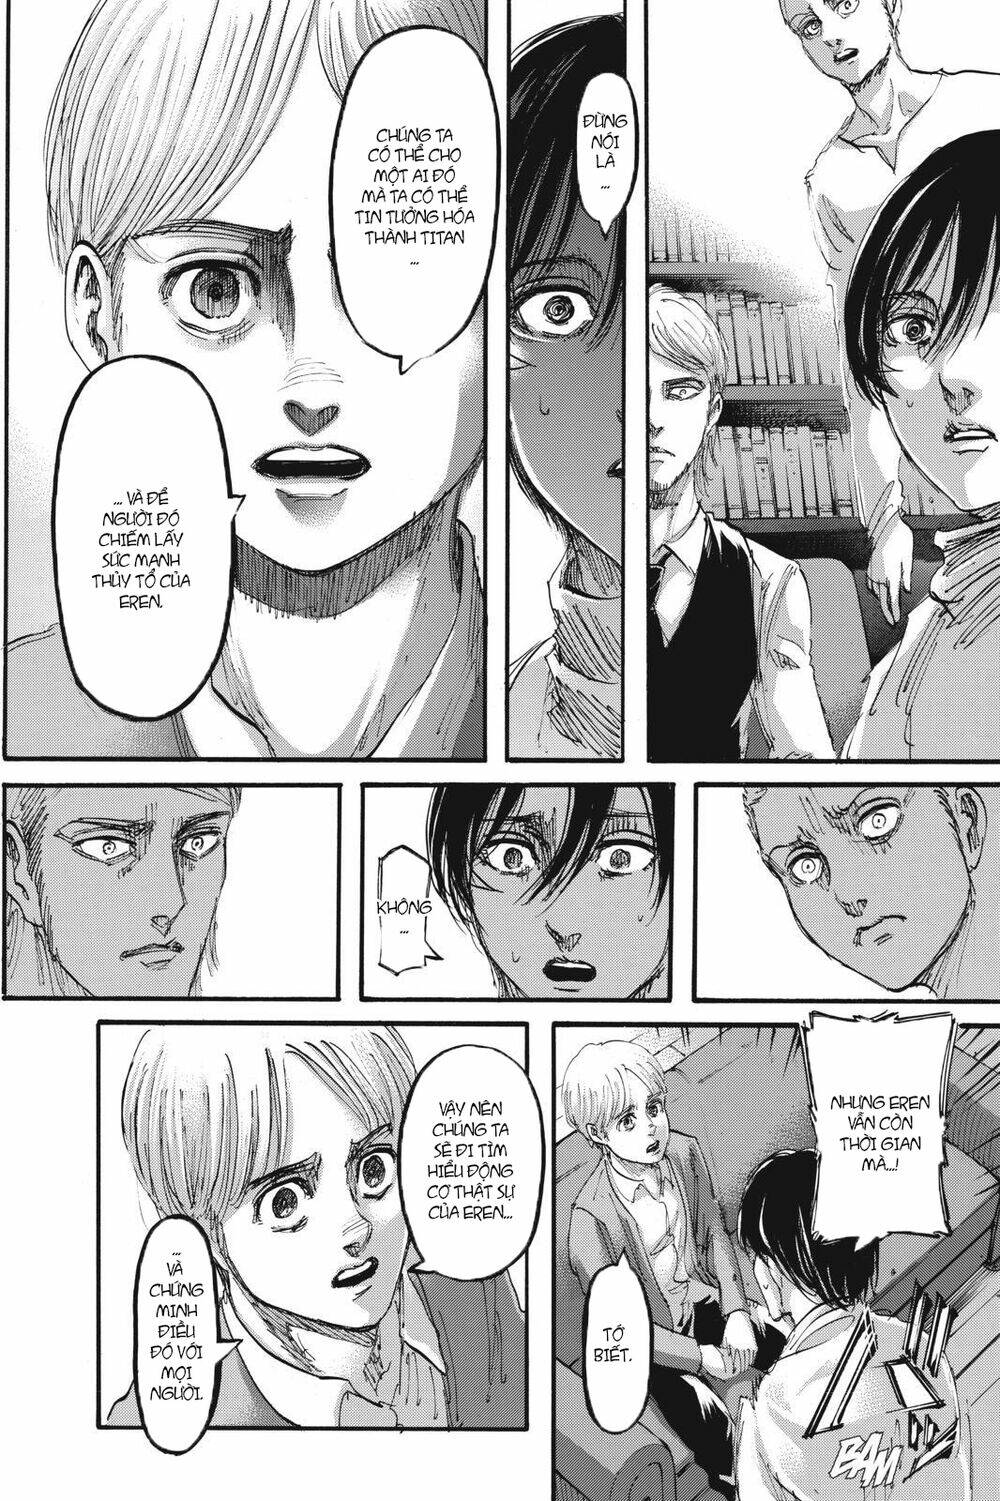 ĐỪNG
NÓI
LÀ
...
CHÚNG TA
CÓ THỂ CHO
MỘT AI ĐÓ
MÀ TA CÓ THỂ
TIN TƯỞNG HÓA
THÀNH TITAN
...
... VÀ ĐỂ
NGƯỜI ĐÓ
CHIẾM LẤY
SỨC MẠNH
THỦY TỔ CỦA
EREN.
KHÔNG
...
NHƯNG EREN
VẪN CÒN
THỜI GIAN
MÀ...!
TỚ
BIẾT.
BAM
VẬY NÊN
CHÚNG TA
SẼ ĐI TÌM
HIỂU ĐỘNG
CƠ THẬT SỰ
CỦA EREN...
...
VÀ
CHỨNG
MINH
ĐIỀU
ĐÓ VỚI
MỌI
NGƯỜI.